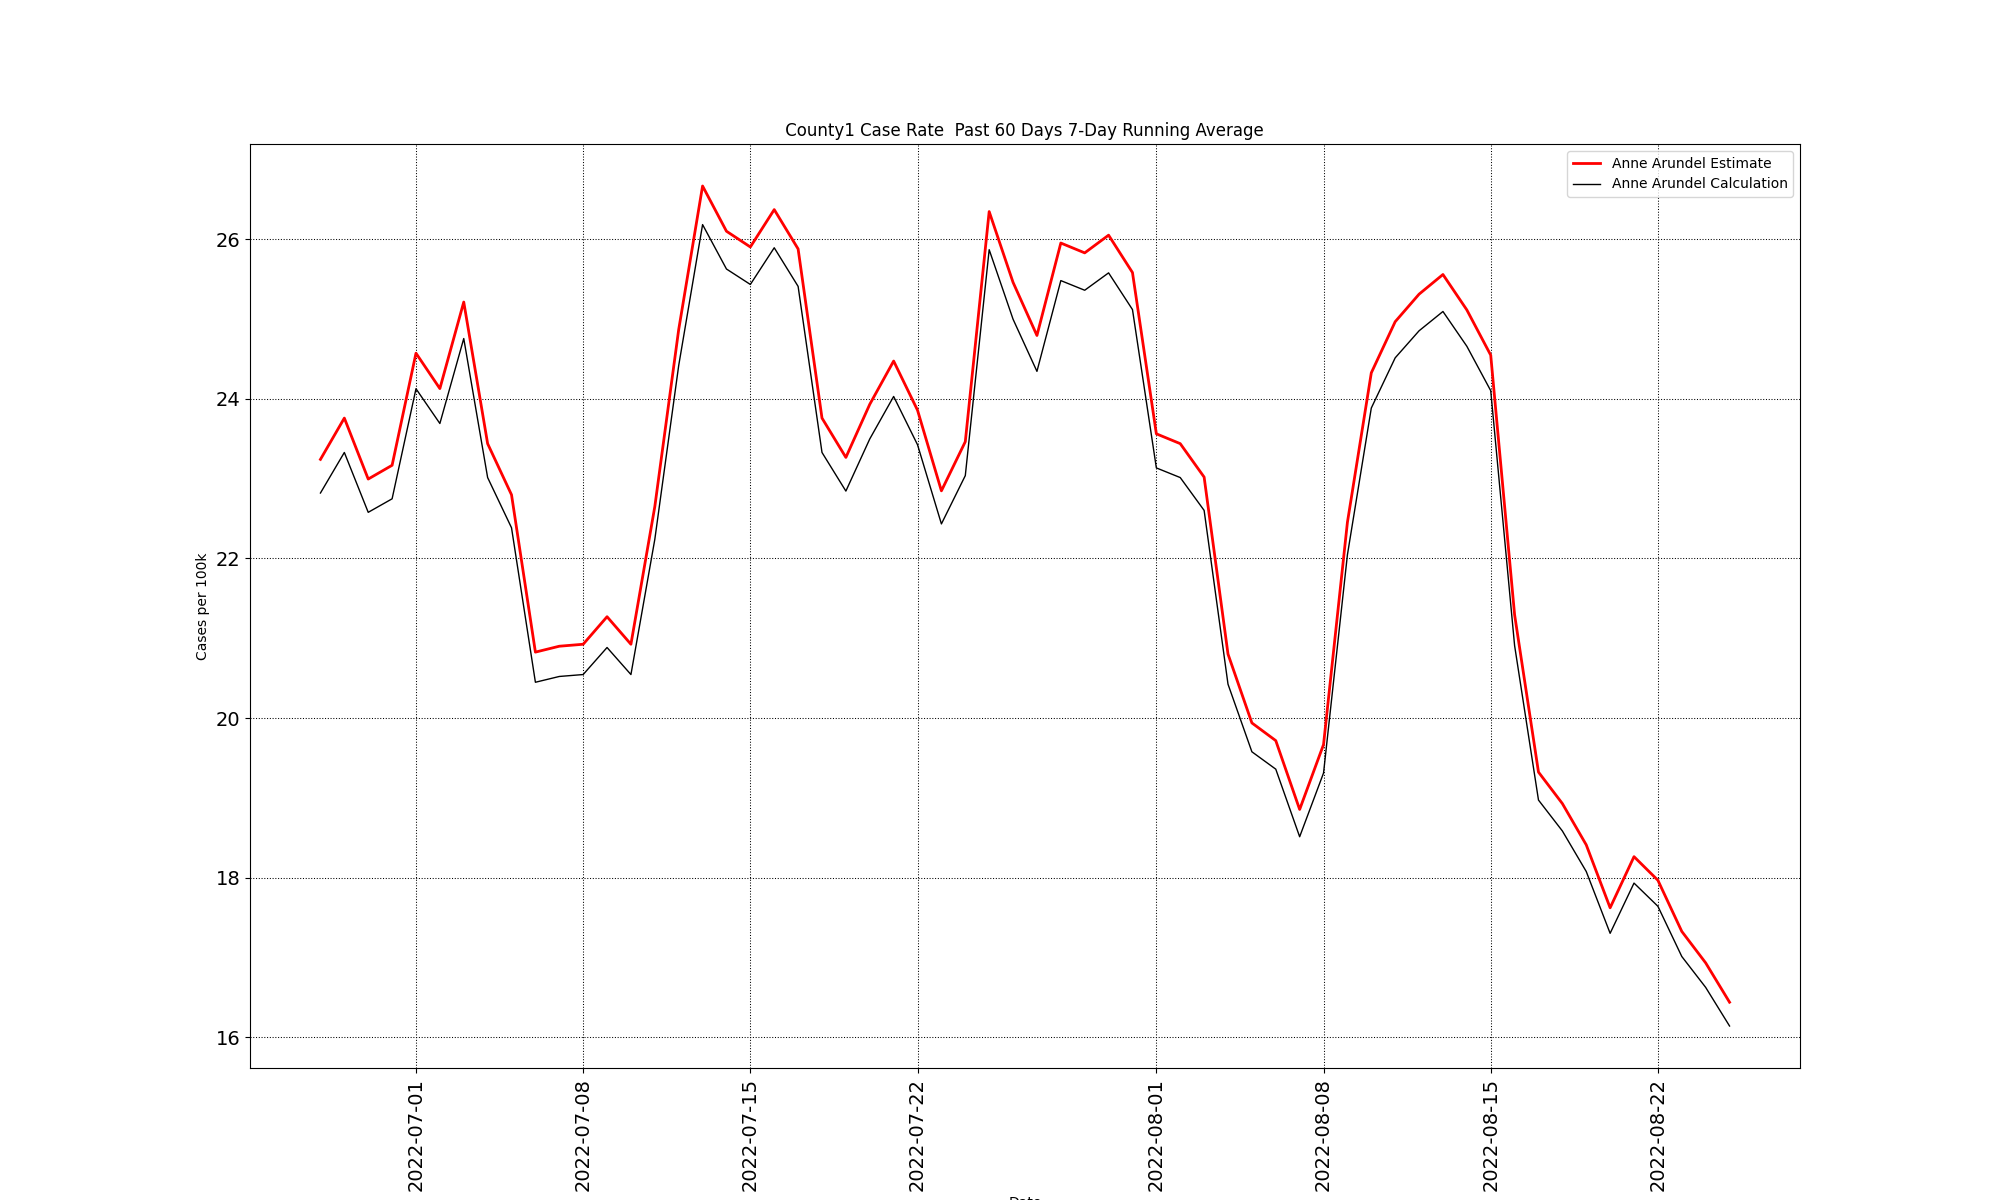 County1 Case Rate  Past 60 Days 7-Day Running Average
Anne Arundel Estimate
Anne Arundel Calculation
Cases per 100k
26
24
22
20
18
16
2022-07-01
2022-07-08
2022-07-15
2022-07-22
2022-08-01
2022-08-08
2022-08-15
2022-08-22
Date